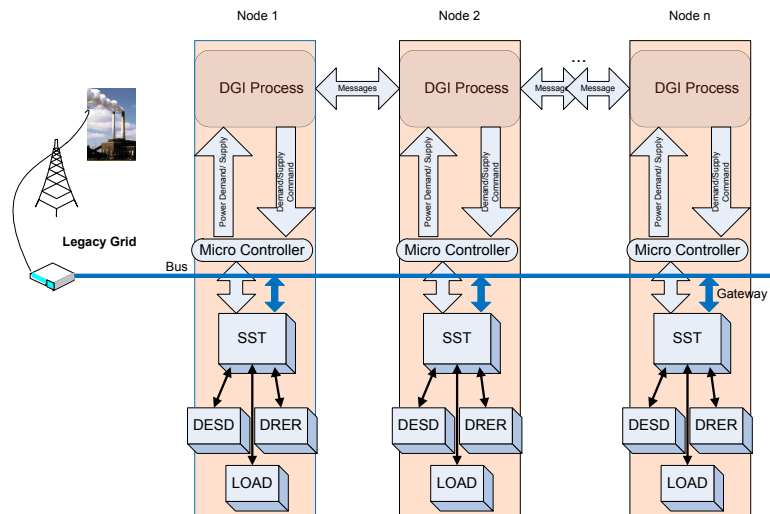 Node 1
Node 2
Node n
DGI Process
Messages
DGI Process
Message
...
Message
DGI Process
Power Demand/ Supply
Demand/Supply
Command
Power Demand/ Supply
Demand/Supply
Command
Power Demand/ Supply
Demand/Supply
Command
Legacy Grid
Micro Controller
Micro Controller
Micro Controller
Bus
Gateway
SST
SST
SST
DESD
DRER
DESD
DRER
DESD
DRER
LOAD
LOAD
LOAD